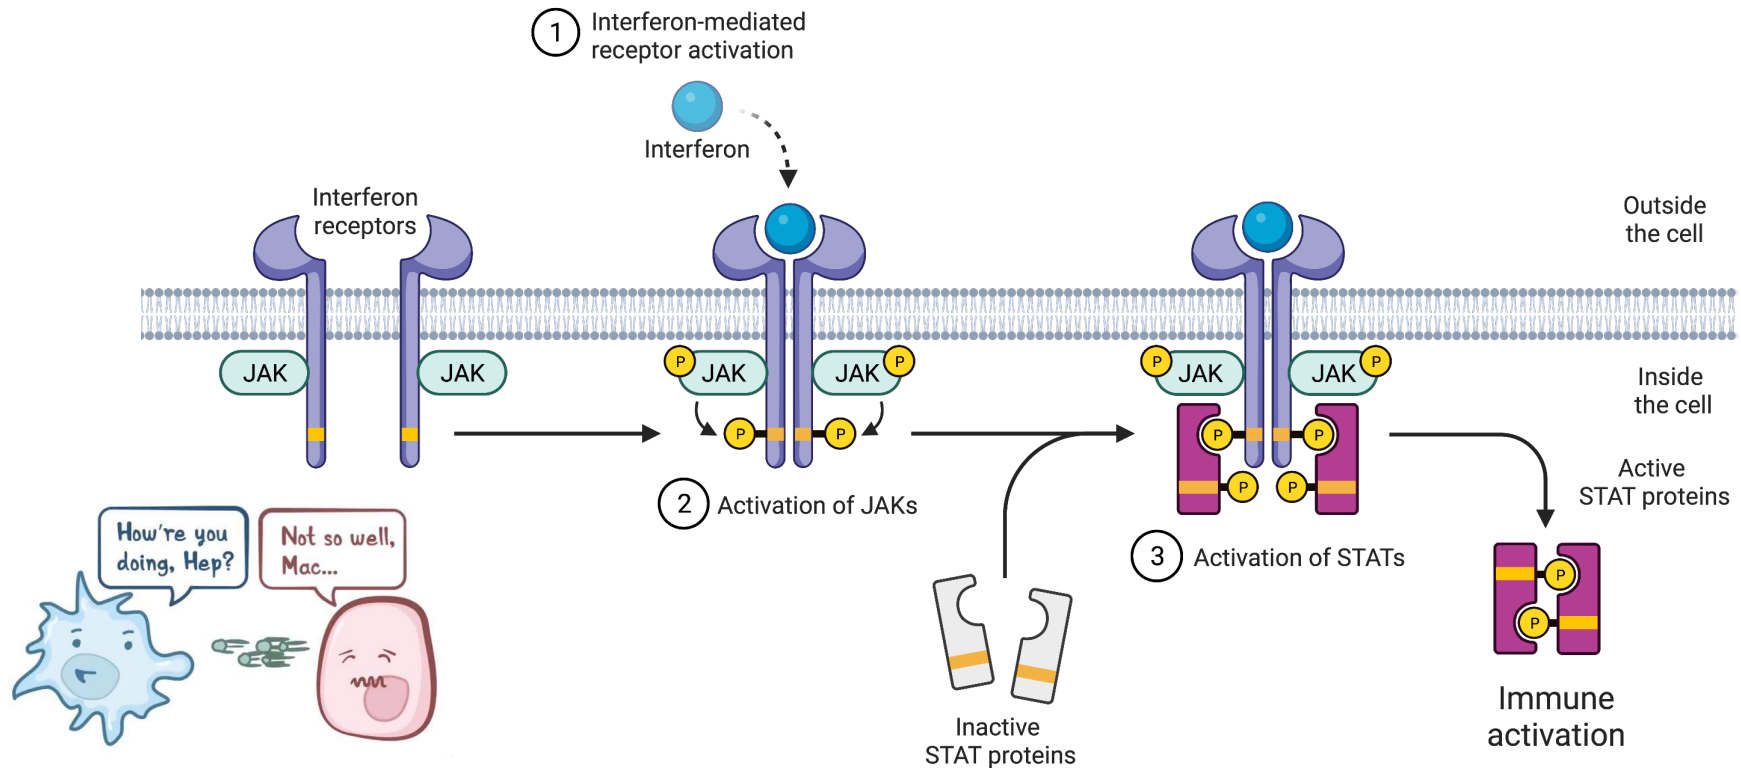 1
Interferon-mediated
receptor activation
Interferon
Interferon
receptors
Outside
the cell
JAK
JAK
P
JAK
JAK
P
P
JAK
JAK
P
Inside
the cell
P
P
P
P
P
P
2
Activation of JAKs
3
Activation of STATs
Active
STAT proteins
How're you
doing, Hep?
Not so well,
Mac...
P
P
Inactive
STAT proteins
Immune
activation